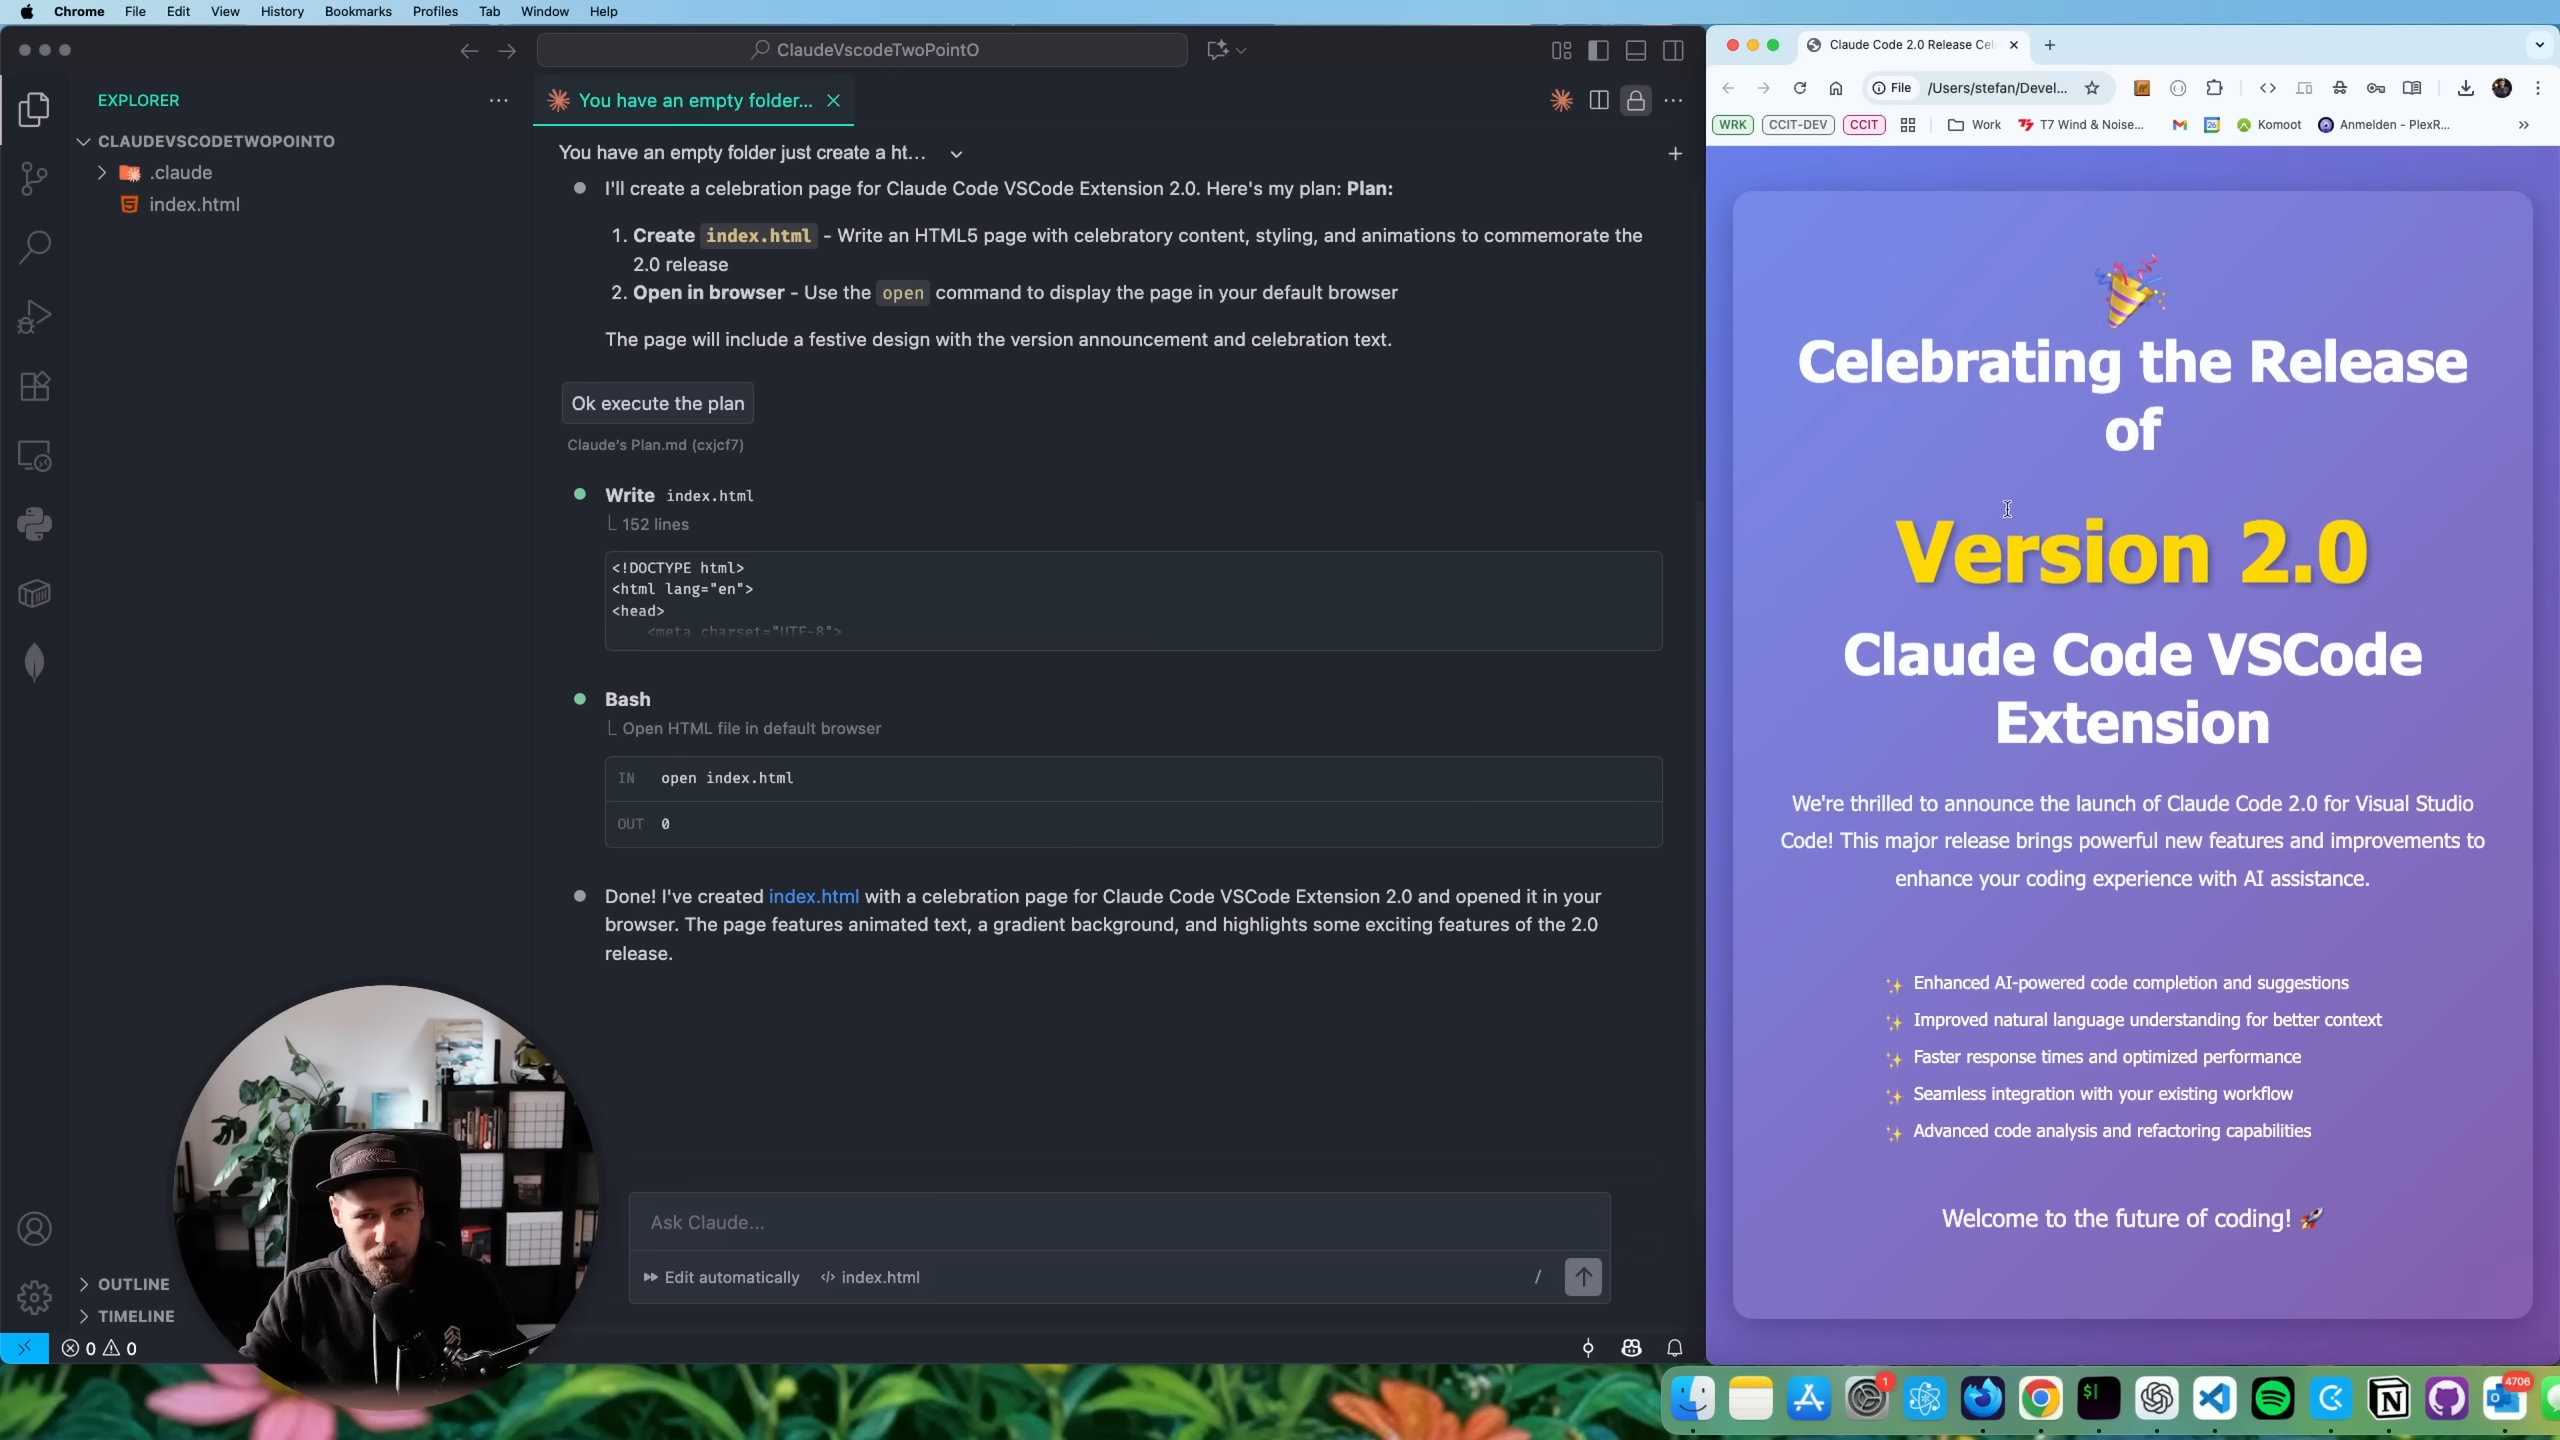 Chrome File Edit View History Bookmarks Profiles Tab Window Help
ClaudeVscodeTwoPointO
EXPLORER
CLAUDEVSCODETWOPOINTO
.claude
index.html
OUTLINE
TIMELINE
0 0
You have an empty folder...
You have an empty folder just create a ht...
I'll create a celebration page for Claude Code VSCode Extension 2.0. Here's my plan: Plan:
1. Create index.html - Write an HTML5 page with celebratory content, styling, and animations to commemorate the
2.0 release
2. Open in browser - Use the open command to display the page in your default browser
The page will include a festive design with the version announcement and celebration text.
Ok execute the plan
Claude's Plan.md (cxjcf7)
Write index.html
152 lines
<!DOCTYPE html>
<html lang="en">
<head>
<meta charset="UTF-8">
Bash
Open HTML file in default browser
IN open index.html
OUT 0
Done! I've created index.html with a celebration page for Claude Code VSCode Extension 2.0 and opened it in your
browser. The page features animated text, a gradient background, and highlights some exciting features of the 2.0
release.
Ask Claude...
Edit automatically </> index.html /
Claude Code 2.0 Release Cel
File /Users/stefan/Devel...
WRK CCIT-DEV CCIT Work T7 Wind & Noise... 26 Komoot Anmelden - PlexR... »
Celebrating the Release
of
Version 2.0
Claude Code VSCode
Extension
We're thrilled to announce the launch of Claude Code 2.0 for Visual Studio
Code! This major release brings powerful new features and improvements to
enhance your coding experience with AI assistance.
Enhanced AI-powered code completion and suggestions
Improved natural language understanding for better context
Faster response times and optimized performance
Seamless integration with your existing workflow
Advanced code analysis and refactoring capabilities
Welcome to the future of coding! 🚀
1
$
4706